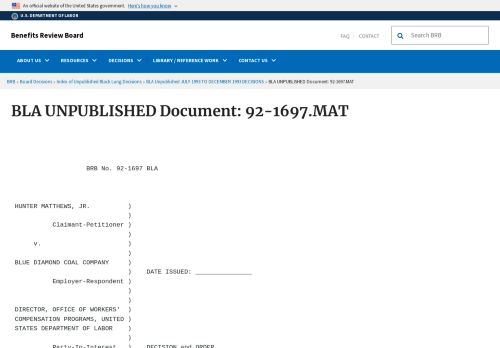 An official website of the United States government. Here's how you know
U.S. DEPARTMENT OF LABOR
Benefits Review Board
FAQ CONTACT
Search BRB
ABOUT US RESOURCES DECISIONS LIBRARY / REFERENCE WORK CONTACT US
BRB » Board Decisions » Index of Unpublished Black Lung Decisions » BLA Unpublished JULY 1993 TO DECEMBER 1993 DECISIONS » BLA UNPUBLISHED Document: 92-1697.MAT
BLA UNPUBLISHED Document: 92-1697.MAT
BRB No. 92-1697 BLA
HUNTER MATTHEWS, JR. )
)
Claimant-Petitioner )
)
v. )
)
BLUE DIAMOND COAL COMPANY )
) DATE ISSUED: _______________
Employer-Respondent )
)
)
DIRECTOR, OFFICE OF WORKERS' )
COMPENSATION PROGRAMS, UNITED )
STATES DEPARTMENT OF LABOR )
)
Party-In-Interest ) DECISION and ORDER